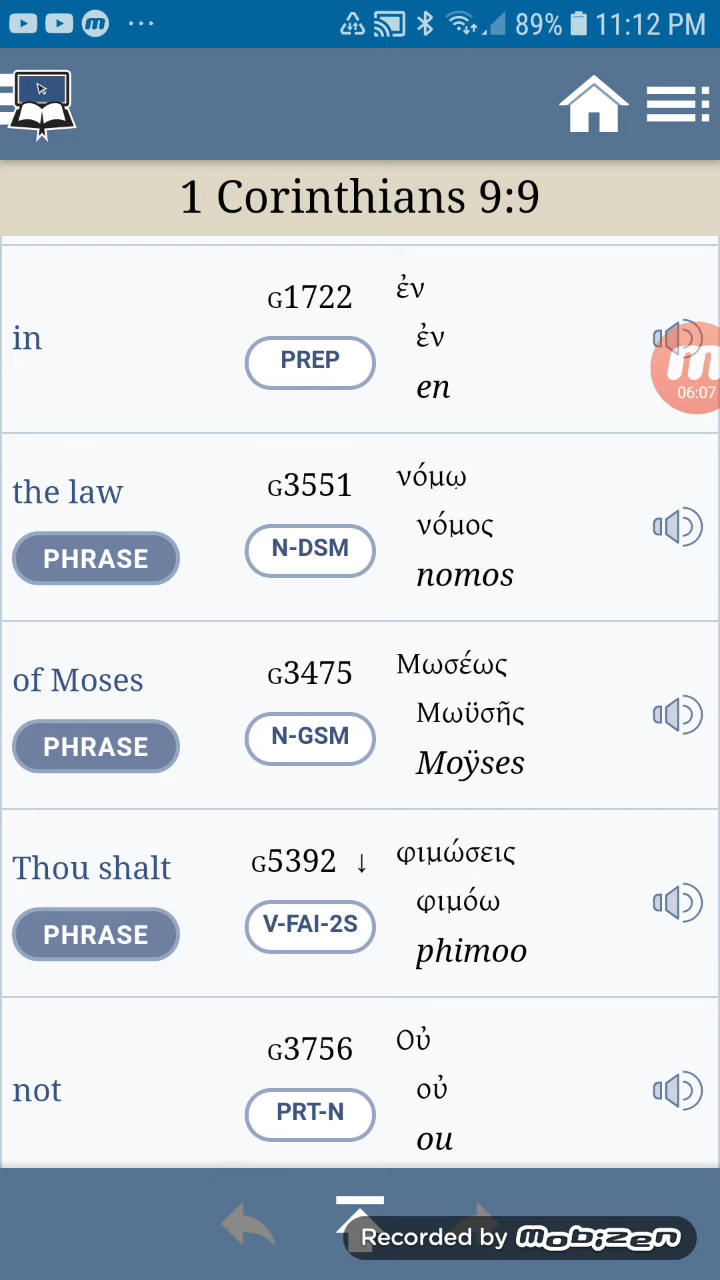 89% 11:12 PM
1 Corinthians 9:9
in
G1722
PREP
ἐν
ἐν
en
06:07
the law
PHRASE
G3551
N-DSM
νόμῳ
νόμος
nomos
of Moses
PHRASE
G3475
N-GSM
Μωσέως
Μωϋσῆς
Moÿses
Thou shalt
PHRASE
G5392 ↓
V-FAI-2S
φιμώσεις
φιμόω
phimoo
not
G3756
PRT-N
Οὐ
οὐ
ou
Recorded by mobizen